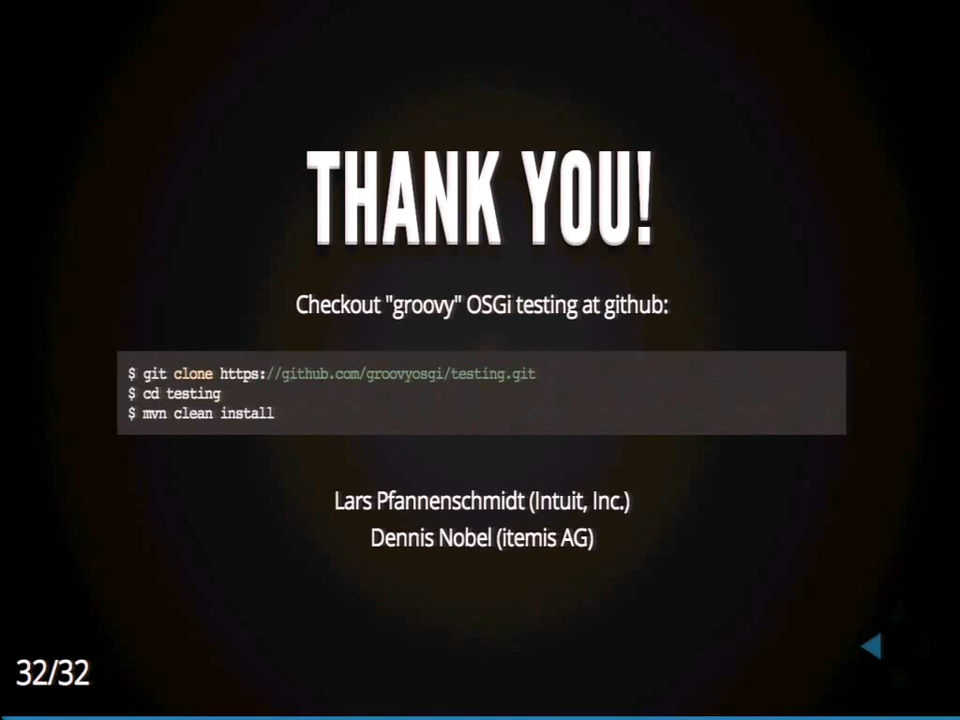 THANK YOU!
Checkout "groovy" OSGi testing at github:
$ git clone https://github.com/groovyosgi/testing.git
$ cd testing
$ mvn clean install
Lars Pfannenschmidt (Intuit, Inc.)
Dennis Nobel (itemis AG)
32/32